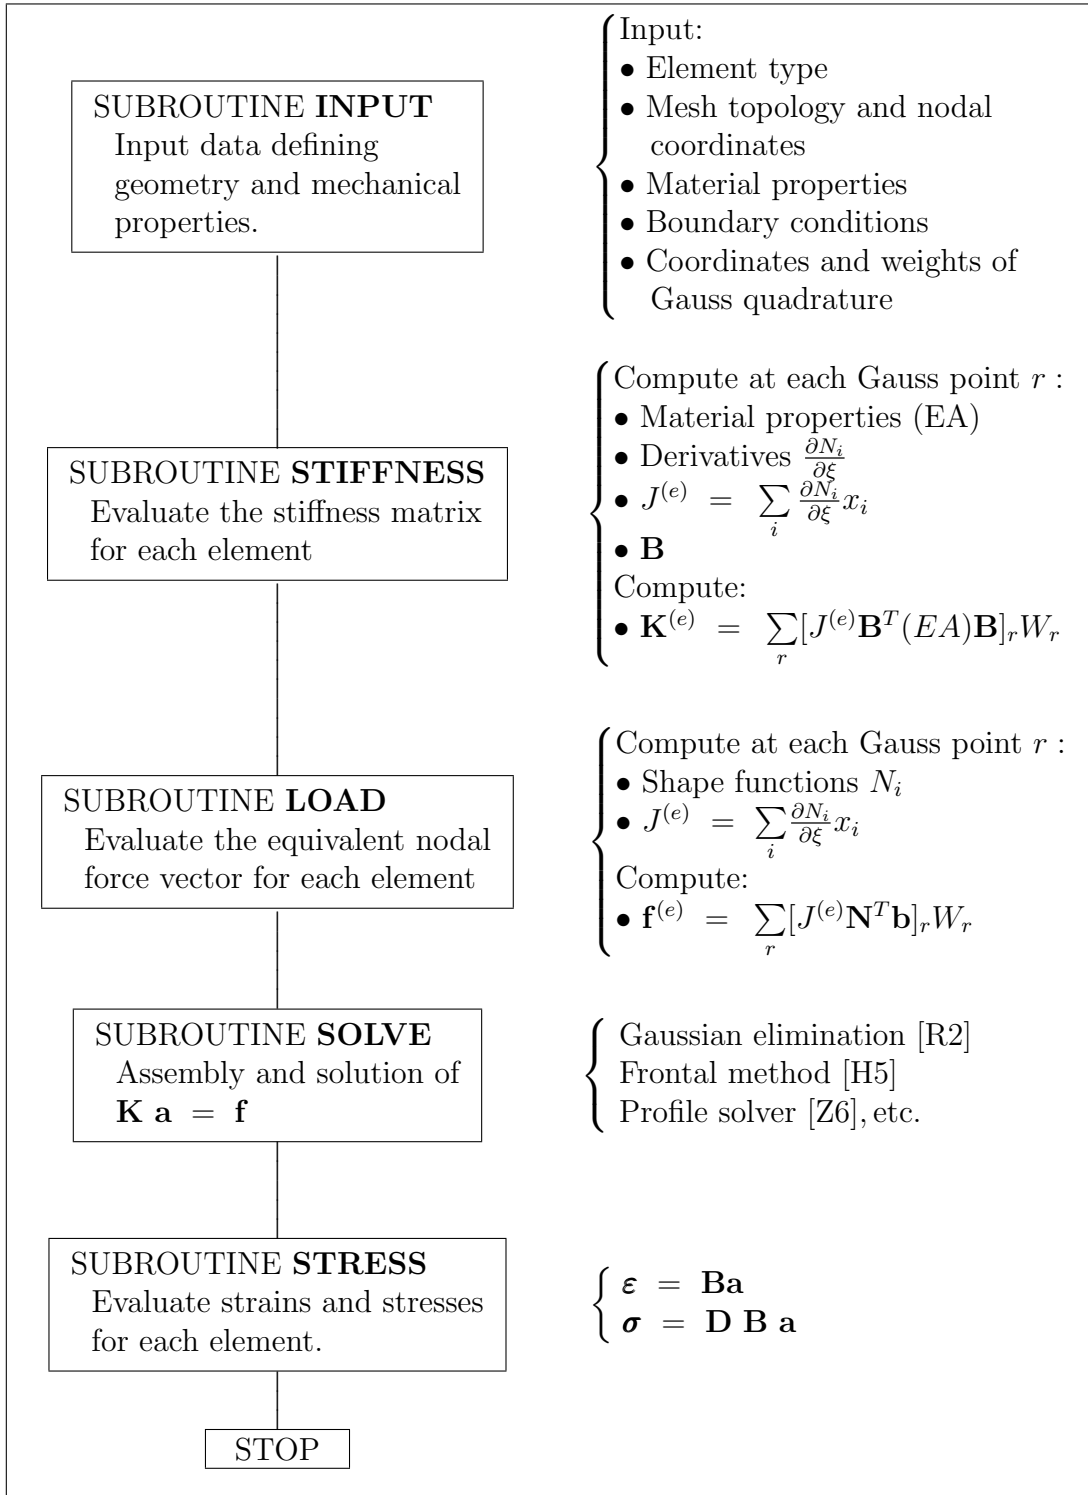 SUBROUTINE INPUT
Input data defining
geometry and mechanical
properties.
Input:
• Element type
• Mesh topology and nodal
coordinates
• Material properties
• Boundary conditions
• Coordinates and weights of
Gauss quadrature
SUBROUTINE STIFFNESS
Evaluate the stiffness matrix
for each element
Compute at each Gauss point r :
• Material properties (EA)
• Derivatives ∂N_i/∂ξ
• J^(e) = ∑_i ∂N_i/∂ξ x_i
• B
Compute:
• K^(e) = ∑_r [J^(e) B^T (EA) B]_r W_r
SUBROUTINE LOAD
Evaluate the equivalent nodal
force vector for each element
Compute at each Gauss point r :
• Shape functions N_i
• J^(e) = ∑_i ∂N_i/∂ξ x_i
Compute:
• f^(e) = ∑_r [J^(e) N^T b]_r W_r
SUBROUTINE SOLVE
Assembly and solution of
K a = f
Gaussian elimination [R2]
Frontal method [H5]
Profile solver [Z6], etc.
SUBROUTINE STRESS
Evaluate strains and stresses
for each element.
ε = Ba
σ = D B a
STOP